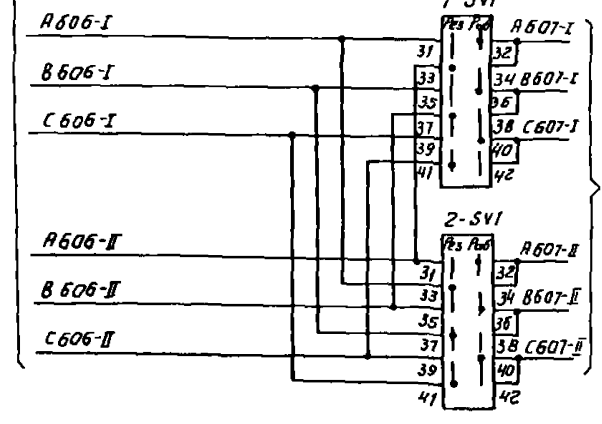 1-SV1
Рез Раб
A606-I 31 32 A607-I
33 34
B606-I 35 36 B607-I
C606-I 37 38 C607-I
39 40
41 42
2-SV1
Рез Раб
A606-II 31 32 A607-II
33 34
B606-II 35 36 B607-II
C606-II 37 38 C607-II
39 40
41 42